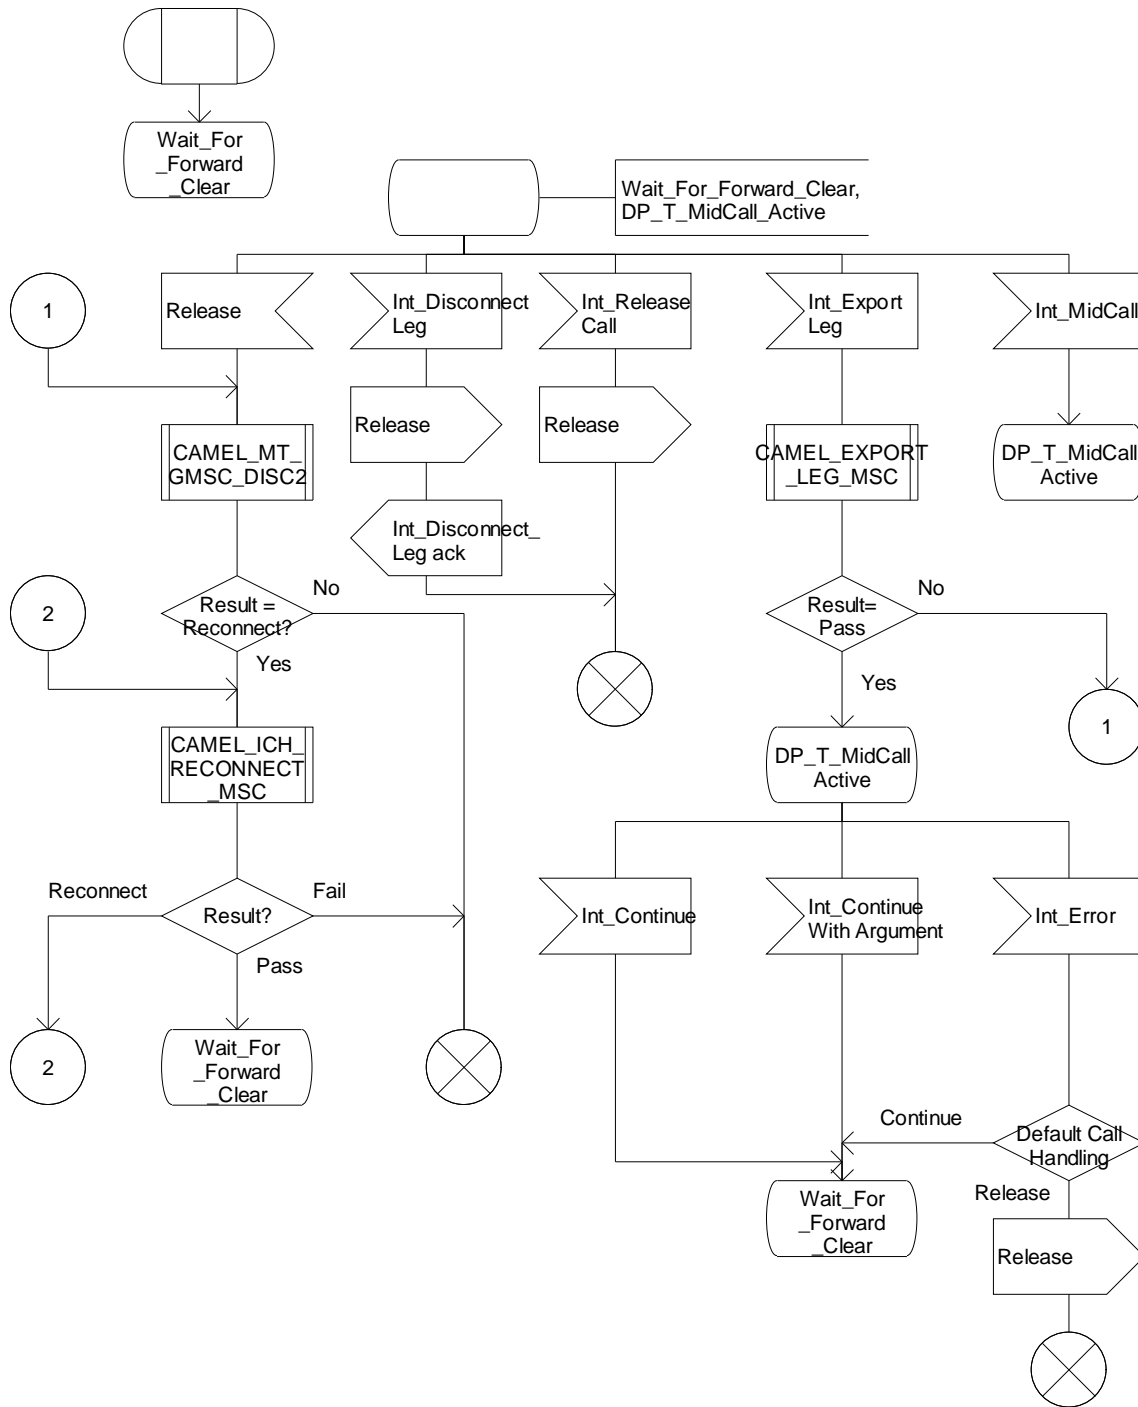 Wait_For
_Forward
_Clear
Wait_For_Forward_Clear,
DP_T_MidCall_Active
1
Release
Int_Disconnect
Leg
Int_Release
Call
Int_Export
Leg
Int_MidCall
Release
Release
CAMEL_MT_
GMSC_DISC2
CAMEL_EXPORT
_LEG_MSC
DP_T_MidCall
Active
Int_Disconnect_
Leg ack
2
Result =
Reconnect?
No
Yes
Result=
Pass
No
Yes
1
CAMEL_ICH_
RECONNECT
_MSC
DP_T_MidCall
Active
Reconnect
Result?
Fail
Pass
Int_Continue
Int_Continue
With Argument
Int_Error
2
Wait_For
_Forward
_Clear
Continue
Default Call
Handling
Release
Wait_For
_Forward
_Clear
Release